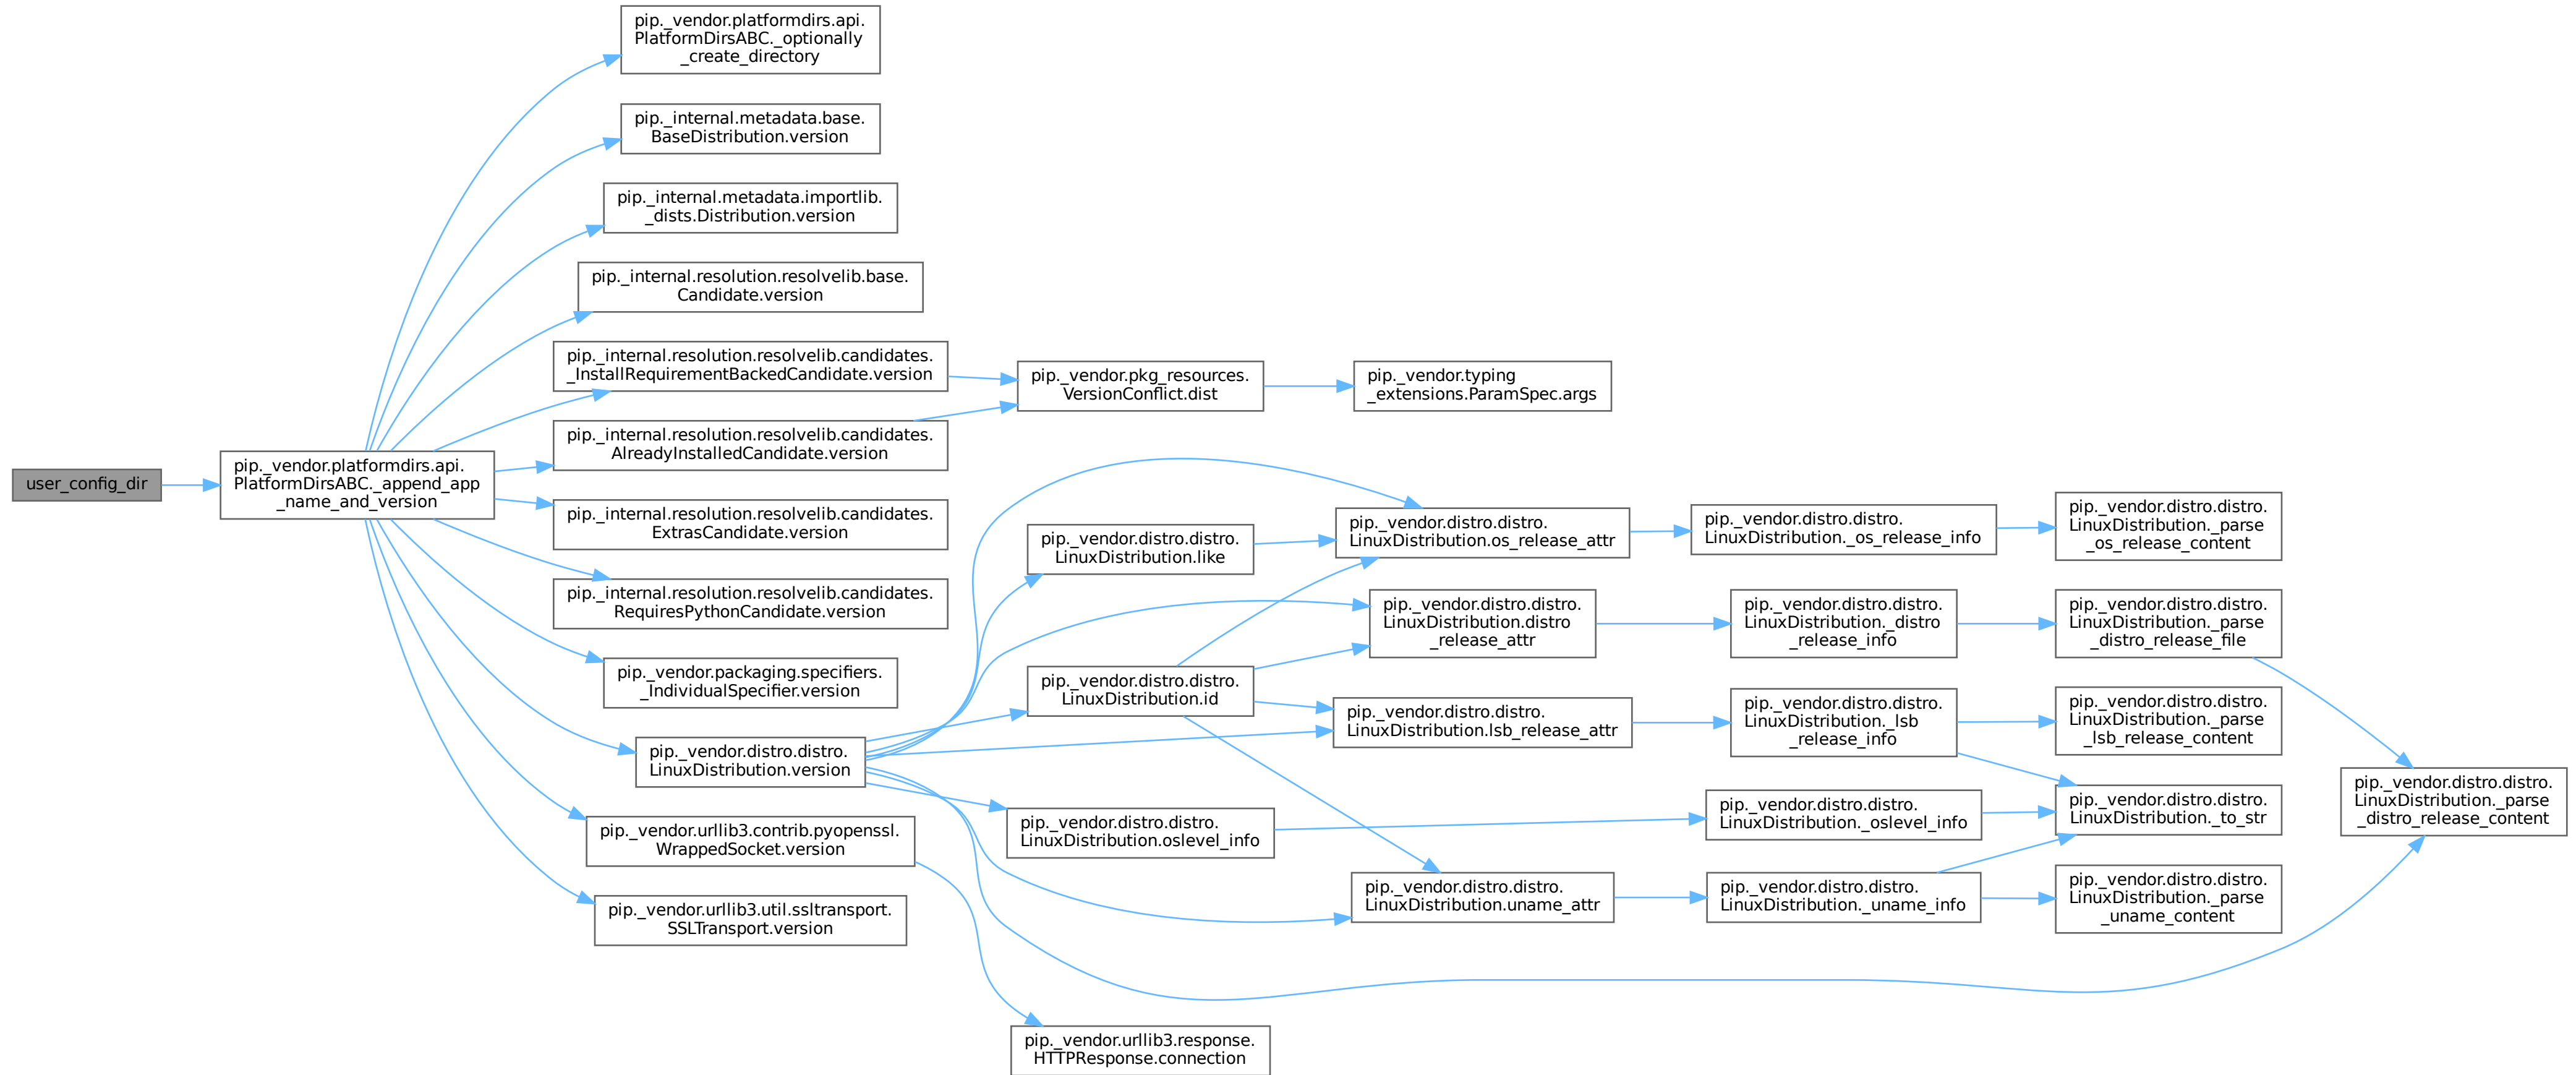 user_config_dir
pip._vendor.platformdirs.api.
PlatformDirsABC._append_app
_name_and_version
pip._vendor.platformdirs.api.
PlatformDirsABC._optionally
_create_directory
pip._internal.metadata.base.
BaseDistribution.version
pip._internal.metadata.importlib.
_dists.Distribution.version
pip._internal.resolution.resolvelib.base.
Candidate.version
pip._internal.resolution.resolvelib.candidates.
_InstallRequirementBackedCandidate.version
pip._internal.resolution.resolvelib.candidates.
AlreadyInstalledCandidate.version
pip._internal.resolution.resolvelib.candidates.
ExtrasCandidate.version
pip._internal.resolution.resolvelib.candidates.
RequiresPythonCandidate.version
pip._vendor.packaging.specifiers.
_IndividualSpecifier.version
pip._vendor.distro.distro.
LinuxDistribution.version
pip._vendor.urllib3.contrib.pyopenssl.
WrappedSocket.version
pip._vendor.urllib3.util.ssltransport.
SSLTransport.version
pip._vendor.pkg_resources.
VersionConflict.dist
pip._vendor.typing
_extensions.ParamSpec.args
pip._vendor.distro.distro.
LinuxDistribution.like
pip._vendor.distro.distro.
LinuxDistribution.id
pip._vendor.distro.distro.
LinuxDistribution.oslevel_info
pip._vendor.urllib3.response.
HTTPResponse.connection
pip._vendor.distro.distro.
LinuxDistribution.os_release_attr
pip._vendor.distro.distro.
LinuxDistribution.distro
_release_attr
pip._vendor.distro.distro.
LinuxDistribution.lsb_release_attr
pip._vendor.distro.distro.
LinuxDistribution.uname_attr
pip._vendor.distro.distro.
LinuxDistribution._os_release_info
pip._vendor.distro.distro.
LinuxDistribution._distro
_release_info
pip._vendor.distro.distro.
LinuxDistribution._lsb
_release_info
pip._vendor.distro.distro.
LinuxDistribution._oslevel_info
pip._vendor.distro.distro.
LinuxDistribution._uname_info
pip._vendor.distro.distro.
LinuxDistribution._parse
_os_release_content
pip._vendor.distro.distro.
LinuxDistribution._parse
_distro_release_file
pip._vendor.distro.distro.
LinuxDistribution._parse
_lsb_release_content
pip._vendor.distro.distro.
LinuxDistribution._to_str
pip._vendor.distro.distro.
LinuxDistribution._parse
_uname_content
pip._vendor.distro.distro.
LinuxDistribution._parse
_distro_release_content